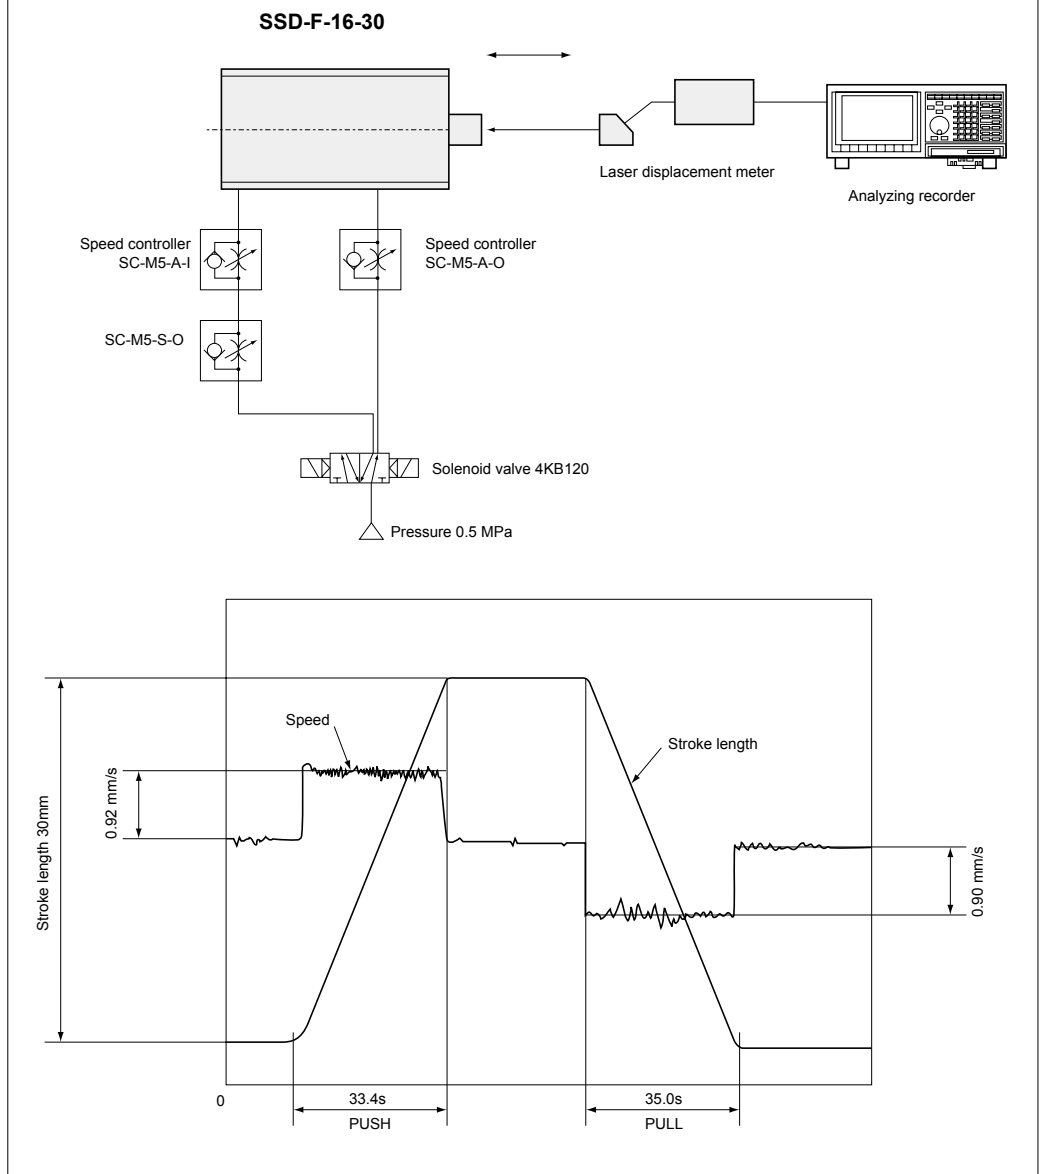 SSD-F-16-30
Laser displacement meter
Analyzing recorder
Speed controller
SC-M5-A-I
Speed controller
SC-M5-A-O
SC-M5-S-O
Solenoid valve 4KB120
Pressure 0.5 MPa
Speed
Stroke length
0.92 mm/s
Stroke length 30mm
0.90 mm/s
0
33.4s
PUSH
35.0s
PULL